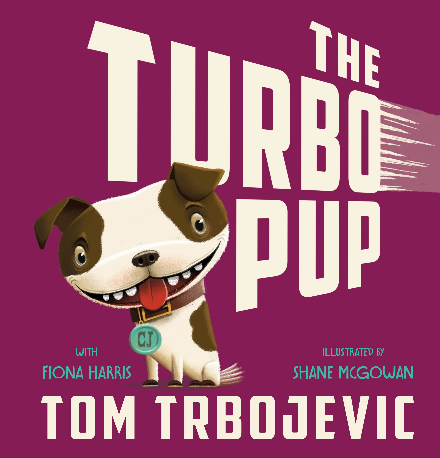 THE
TURBO
PUP
CJ
WITH
FIONA HARRIS
ILLUSTRATED BY
SHANE McGOWAN
TOM TRBOJEVIC